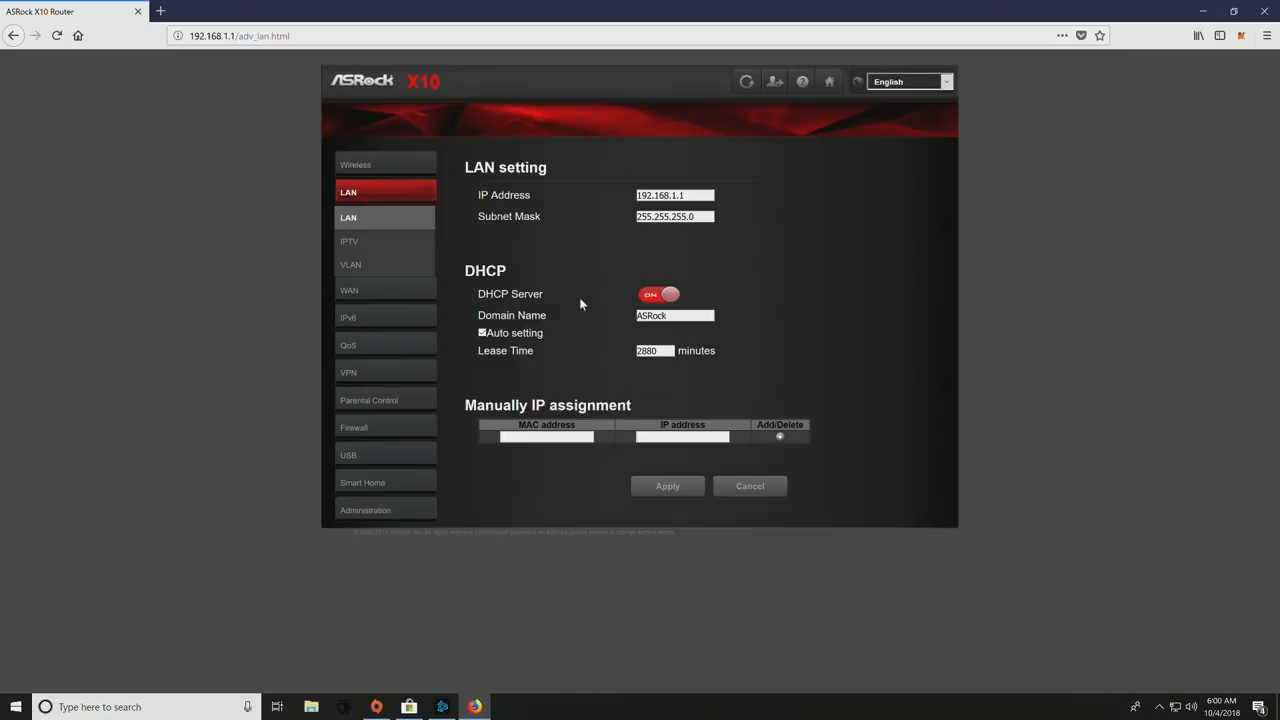 ASRock X10 Router
192.168.1.1/adv_lan.html
ASRock X10
English
Wireless
LAN
LAN
IPTV
VLAN
WAN
IPv6
QoS
VPN
Parental Control
Firewall
USB
Smart Home
Administration
LAN setting
IP Address 192.168.1.1
Subnet Mask 255.255.255.0
DHCP
DHCP Server ON
Domain Name ASRock
Auto setting
Lease Time 2880 minutes
Manually IP assignment
MAC address IP address Add/Delete
Apply Cancel
Type here to search
6:00 AM
10/4/2018